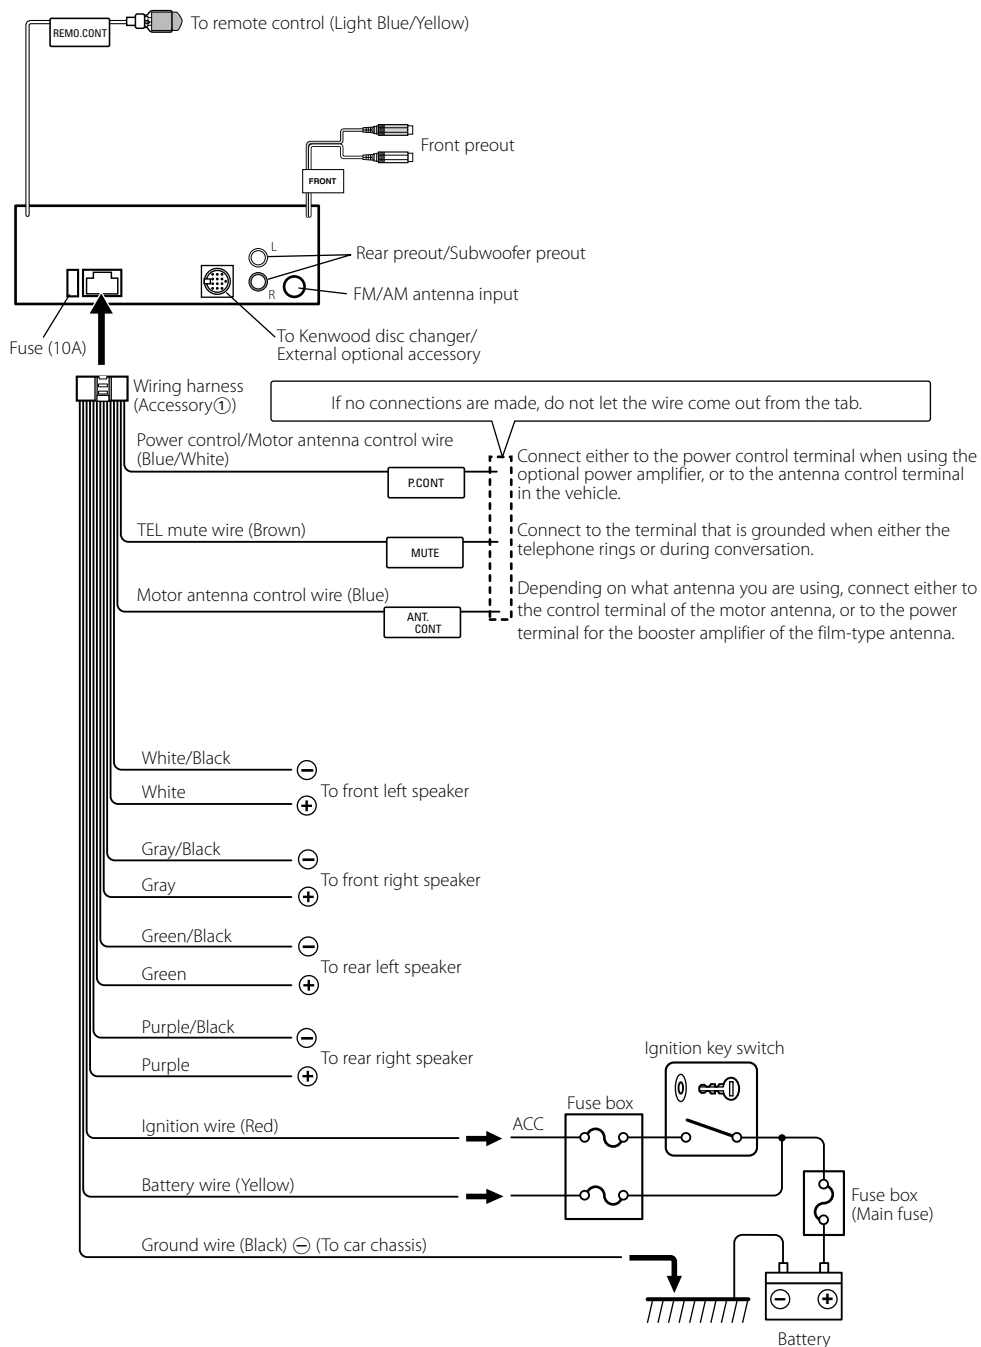 REMO.CONT
To remote control (Light Blue/Yellow)
Front preout
FRONT
L
Rear preout/Subwoofer preout
R
FM/AM antenna input
Fuse (10A)
To Kenwood disc changer/
External optional accessory
Wiring harness
(Accessory①)
If no connections are made, do not let the wire come out from the tab.
Power control/Motor antenna control wire
(Blue/White)
P.CONT
Connect either to the power control terminal when using the
optional power amplifier, or to the antenna control terminal
in the vehicle.
TEL mute wire (Brown)
MUTE
Connect to the terminal that is grounded when either the
telephone rings or during conversation.
Motor antenna control wire (Blue)
ANT.
CONT
Depending on what antenna you are using, connect either to
the control terminal of the motor antenna, or to the power
terminal for the booster amplifier of the film-type antenna.
White/Black
⊖
White
⊕
To front left speaker
Gray/Black
⊖
Gray
⊕
To front right speaker
Green/Black
⊖
Green
⊕
To rear left speaker
Purple/Black
⊖
Purple
⊕
To rear right speaker
Ignition key switch
Fuse box
Ignition wire (Red)
ACC
Battery wire (Yellow)
Fuse box
(Main fuse)
Ground wire (Black) ⊖ (To car chassis)
⊖ ⊕
Battery